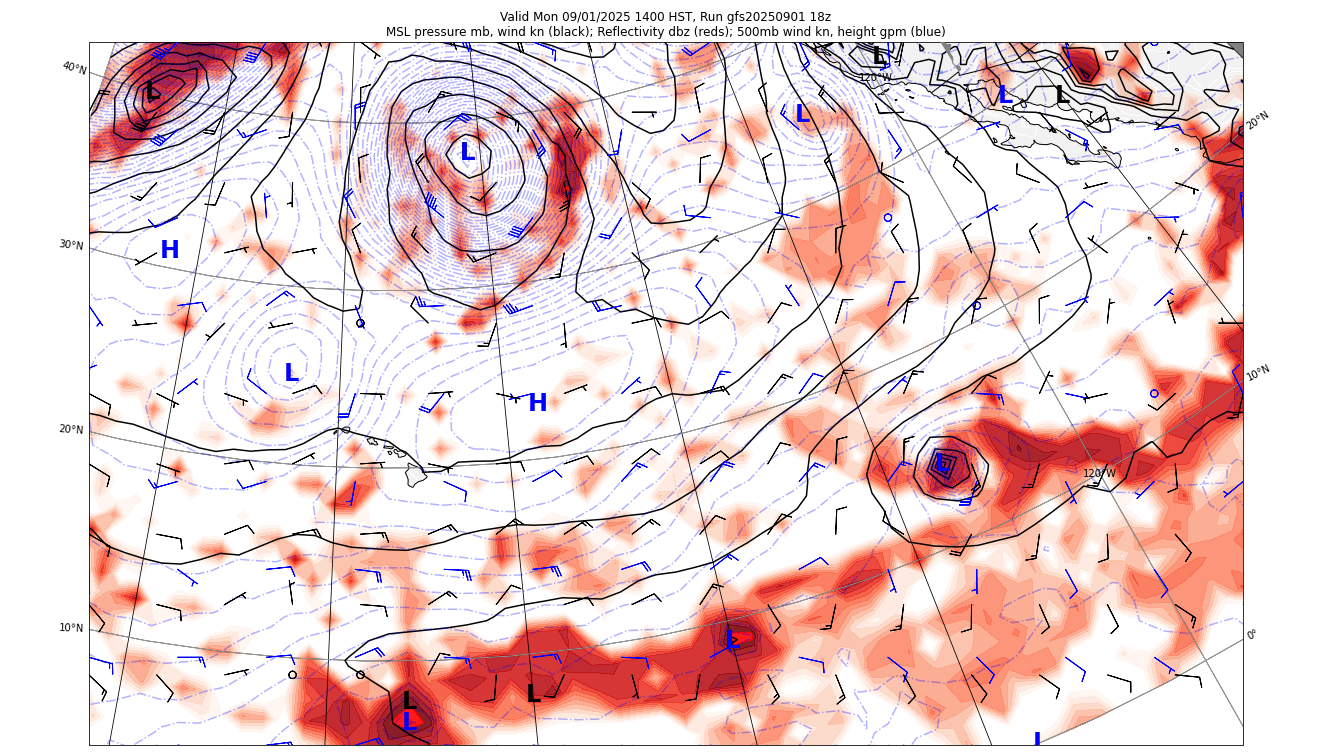 Valid Mon 09/01/2025 1400 HST, Run gfs20250901 18z
MSL pressure mb, wind kn (black); Reflectivity dbz (reds); 500mb wind kn, height gpm (blue)
40°N
L
L
120°W
L
L
L
L
20°N
30°N
H
L
H
10°N
20°N
L
120°W
10°N
L
0°
L
L
L
L